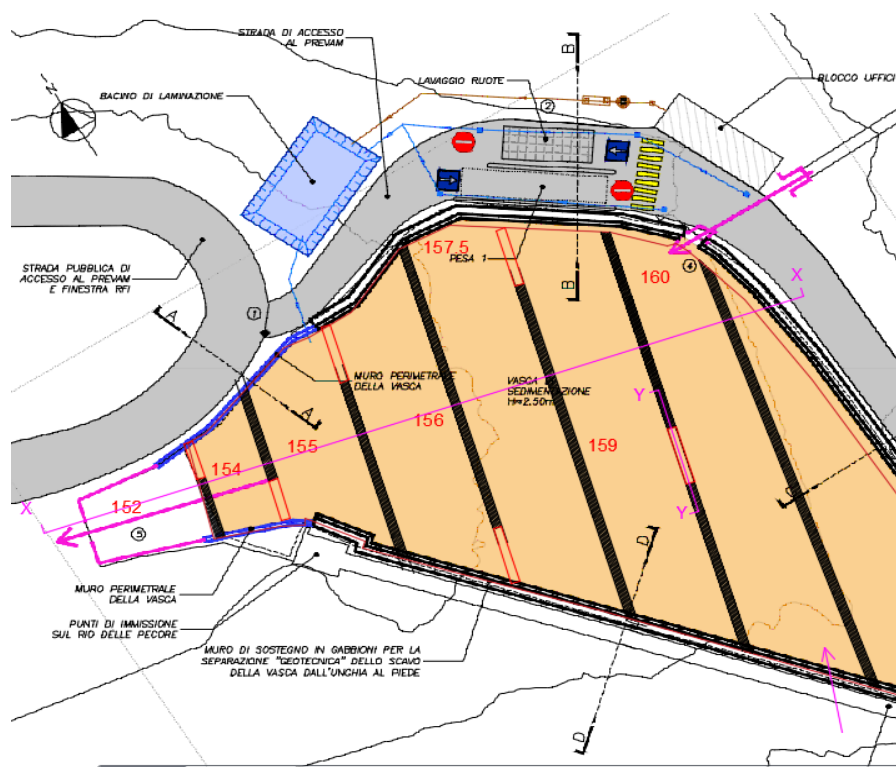 STRADA DI ACCESSO
AL PREVAM
B
BLOCCO UFFICI
LAVAGGIO RUOTE
N
BACINO DI LAMINAZIONE
2
157.5
PESA 1
160
4
X
B
STRADA PUBBLICA DI
ACCESSO AL PREVAM
E FINESTRA RFI
A
1
MURO PERIMETRALE
DELLA VASCA
VASCA
SEDIMENTAZIONE
H=2.50m
Y
156
A
159
155
154
152
X
Y
D
MURO PERIMETRALE
DELLA VASCA
PUNTI DI IMMISSIONE
SUL RIO DELLE PECORE
MURO DI SOSTEGNO IN GABBIONI PER LA
SEPARAZIONE "GEOTECNICA" DELLO SCAVO
DELLA VASCA DALL'UNGHIA AL PIEDE
D